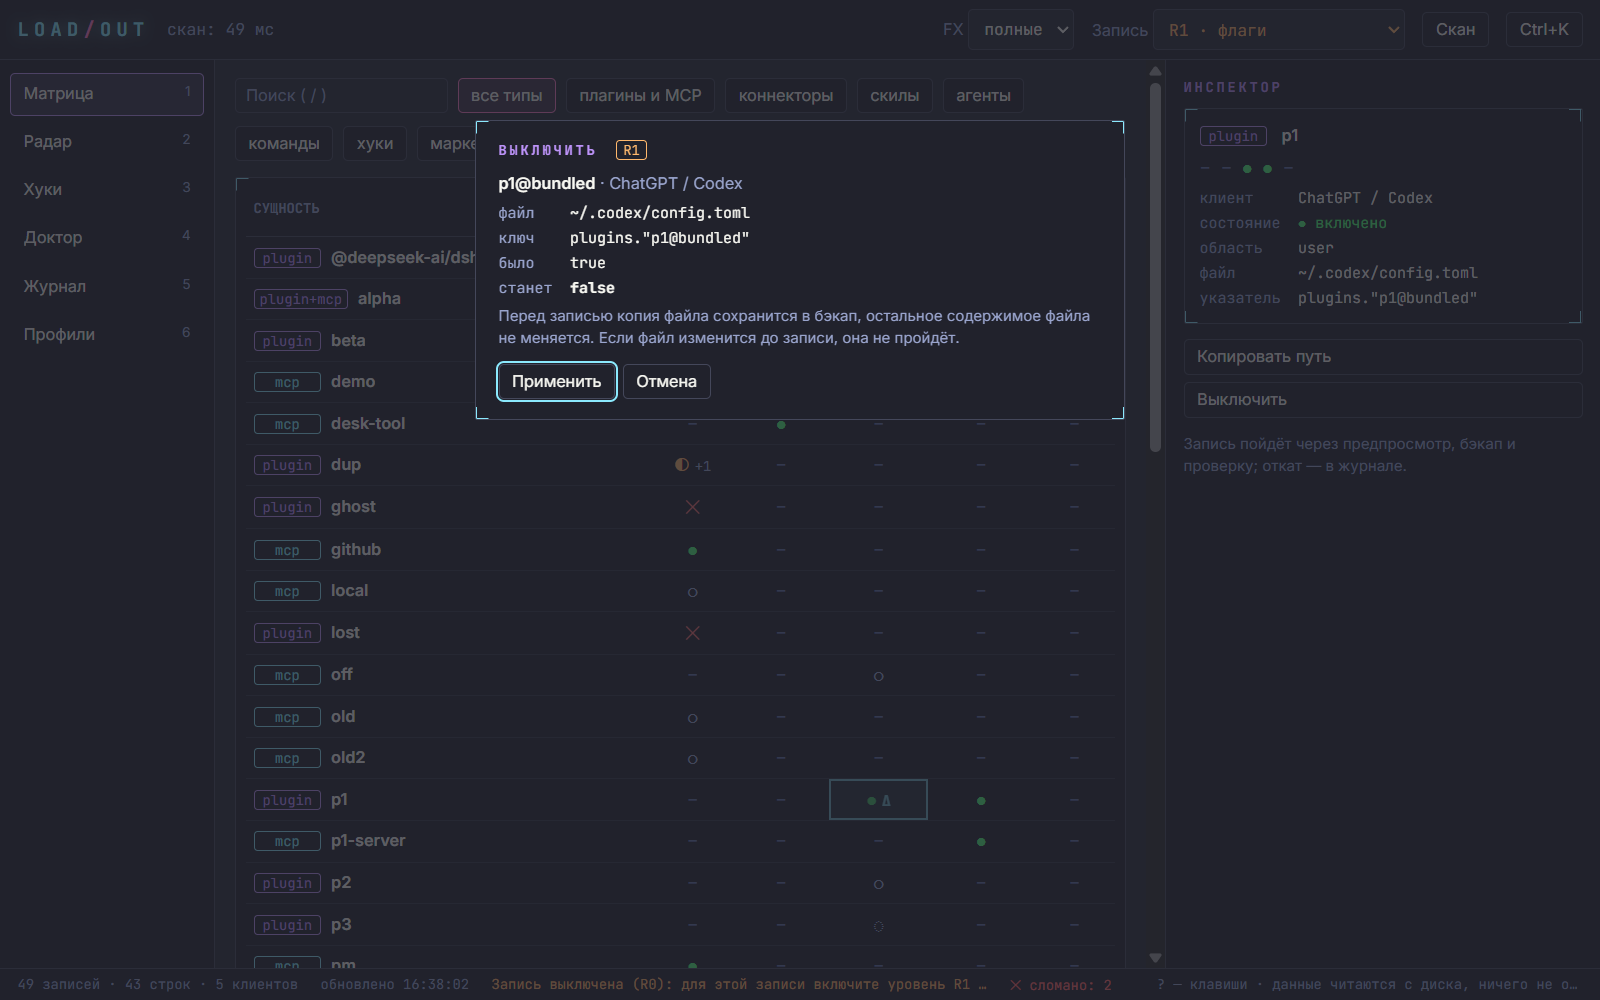 LOAD/OUT скан: 49 мс FX полные Запись R1 · флаги Скан Ctrl+K
Матрица 1
Радар 2
Хуки 3
Доктор 4
Журнал 5
Профили 6
Поиск ( / ) все типы плагины и MCP коннекторы скилы агенты
команды хуки
СУЩНОСТЬ
plugin @deepseek-ai/dsh
plugin+mcp alpha
plugin beta
mcp demo
mcp desk-tool — ● — — —
plugin dup ◐ +1 — — — —
plugin ghost ✕ — — — —
mcp github ● — — — —
mcp local ○ — — — —
plugin lost ✕ — — — —
mcp off — — ○ — —
mcp old ○ — — — —
mcp old2 ○ — — — —
plugin p1 — — ● Δ ● —
mcp p1-server — — — ● —
plugin p2 — — ○ — —
plugin p3 — — ◌ — —
mcp pm ● — — — —
ВЫКЛЮЧИТЬ R1
p1@bundled · ChatGPT / Codex
файл ~/.codex/config.toml
ключ plugins."p1@bundled"
было true
станет false
Перед записью копия файла сохранится в бэкап, остальное содержимое файла
не меняется. Если файл изменится до записи, она не пройдёт.
Применить Отмена
ИНСПЕКТОР
plugin p1
— — ● ● —
клиент ChatGPT / Codex
состояние ● включено
область user
файл ~/.codex/config.toml
указатель plugins."p1@bundled"
Копировать путь
Выключить
Запись пойдёт через предпросмотр, бэкап и
проверку; откат — в журнале.
49 записей · 43 строк · 5 клиентов обновлено 16:38:02 Запись выключена (R0): для этой записи включите уровень R1 … ✕ сломано: 2 ? — клавиши · данные читаются с диска, ничего не о…